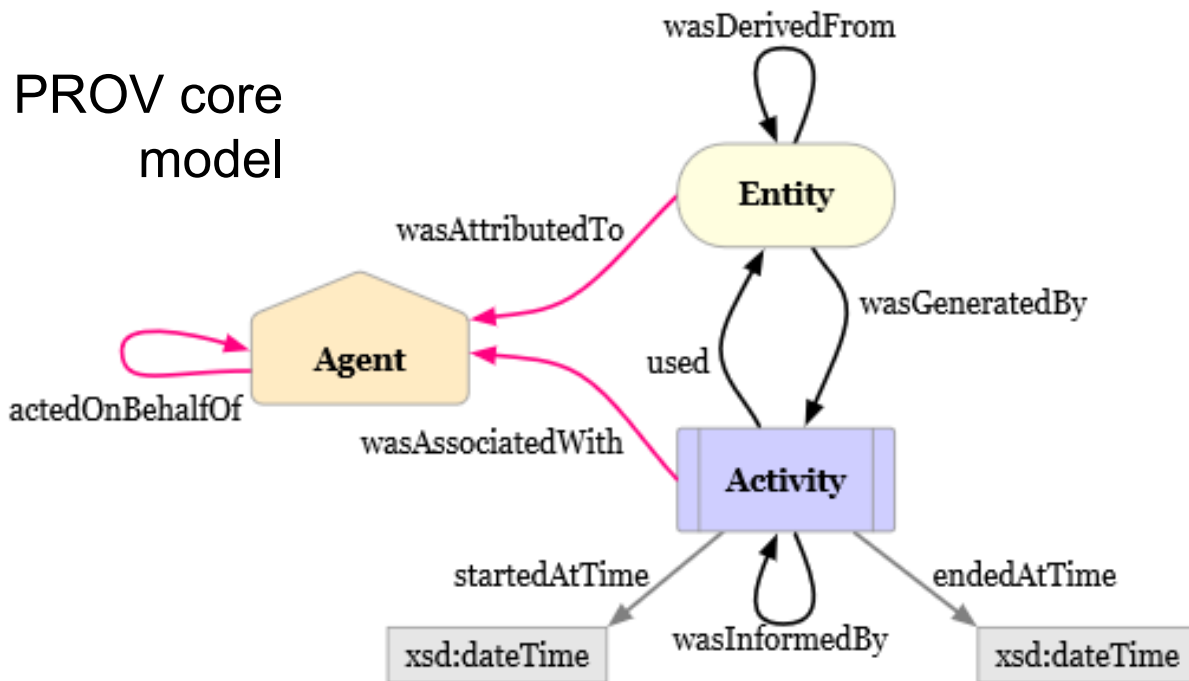 wasDerivedFrom
PROV core
model
Entity
wasAttributedTo
wasGeneratedBy
used
Agent
actedOnBehalfOf
wasAssociatedWith
Activity
startedAtTime
endedAtTime
wasInformedBy
xsd:dateTime
xsd:dateTime